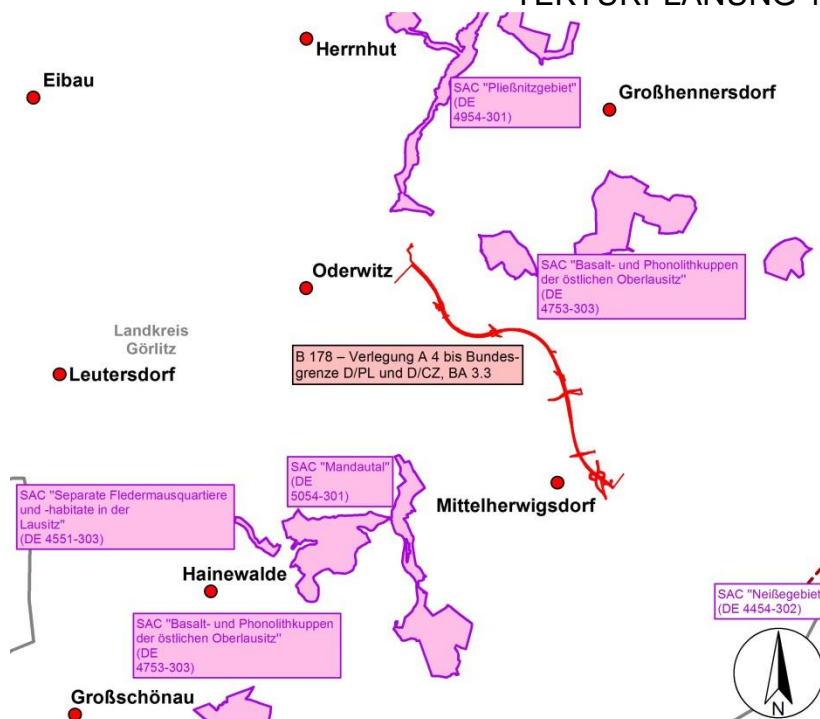 Herrnhut
Eibau
SAC "Pließnitzgebiet"
(DE
4954-301)
Großhennersdorf
SAC "Basalt- und Phonolithkuppen
der östlichen Oberlausitz"
(DE
4753-303)
Oderwitz
Landkreis
Görlitz
B 178 – Verlegung A 4 bis Bundes-
grenze D/PL und D/CZ, BA 3.3
Leutersdorf
SAC "Mandautal"
(DE
5054-301)
SAC "Separate Fledermausquartiere
und -habitate in der
Lausitz"
(DE 4551-303)
Mittelherwigsdorf
Hainewalde
SAC "Neißegebiet
(DE 4454-302)
SAC "Basalt- und Phonolithkuppen
der östlichen Oberlausitz"
(DE
4753-303)
Großschönau
N